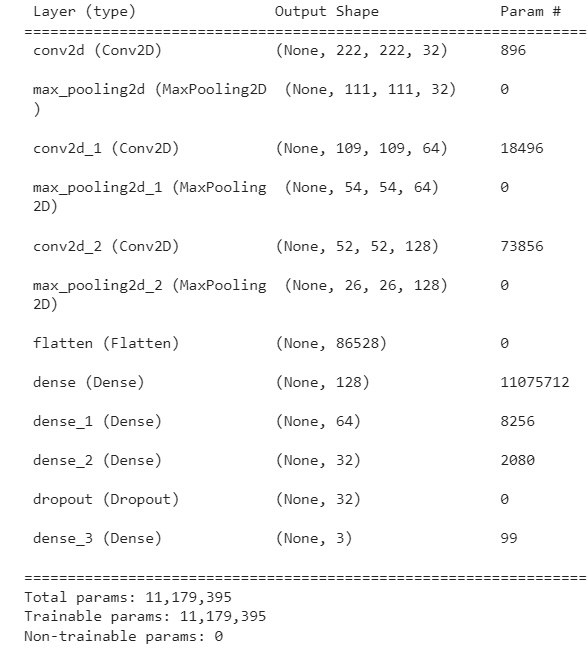 Layer (type) Output Shape Param #
=================================================================
conv2d (Conv2D) (None, 222, 222, 32) 896
max_pooling2d (MaxPooling2D (None, 111, 111, 32) 0
)
conv2d_1 (Conv2D) (None, 109, 109, 64) 18496
max_pooling2d_1 (MaxPooling (None, 54, 54, 64) 0
2D)
conv2d_2 (Conv2D) (None, 52, 52, 128) 73856
max_pooling2d_2 (MaxPooling (None, 26, 26, 128) 0
2D)
flatten (Flatten) (None, 86528) 0
dense (Dense) (None, 128) 11075712
dense_1 (Dense) (None, 64) 8256
dense_2 (Dense) (None, 32) 2080
dropout (Dropout) (None, 32) 0
dense_3 (Dense) (None, 3) 99
=================================================================
Total params: 11,179,395
Trainable params: 11,179,395
Non-trainable params: 0